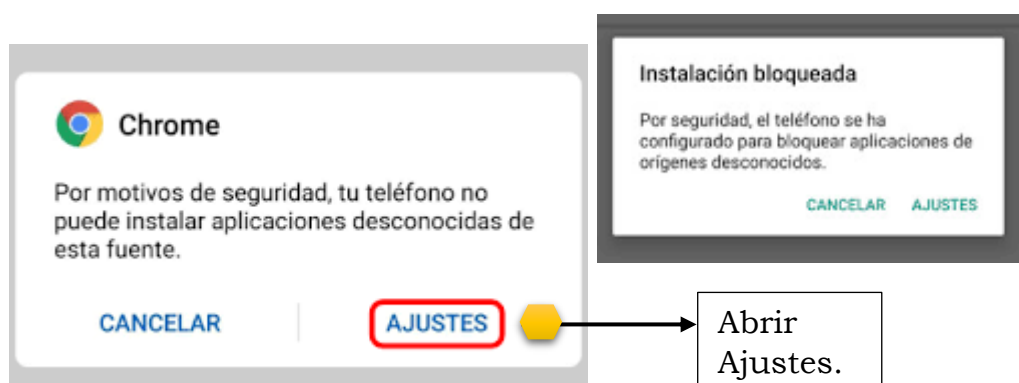 Chrome
Por motivos de seguridad, tu teléfono no
puede instalar aplicaciones desconocidas de
esta fuente.
CANCELAR AJUSTES
Instalación bloqueada
Por seguridad, el teléfono se ha
configurado para bloquear aplicaciones de
orígenes desconocidos.
CANCELAR AJUSTES
Abrir
Ajustes.